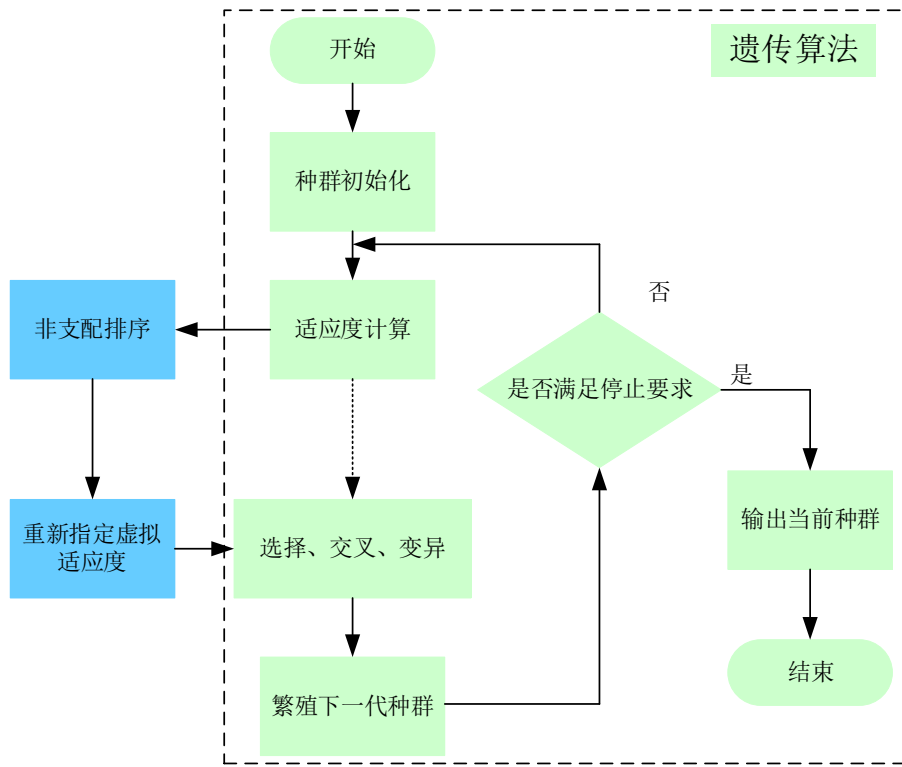 开始
遗传算法
种群初始化
否
非支配排序
适应度计算
是否满足停止要求
是
重新指定虚拟
适应度
选择、交叉、变异
输出当前种群
繁殖下一代种群
结束